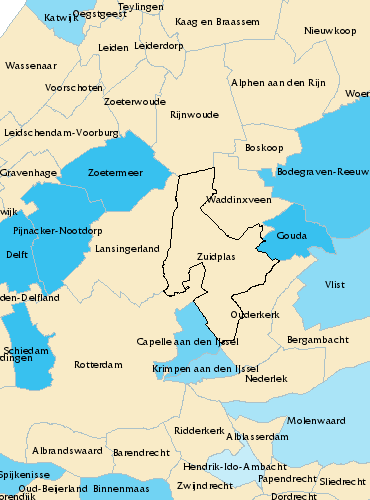 Teylingen
Katwijk
Oegstgeest
Kaag en Braassem
Nieuwkoop
Leiden
Leiderdorp
Wassenaar
Voorschoten
Alphen aan den Rijn
Zoeterwoude
Woer
Rijnwoude
Leidschendam-Voorburg
Boskoop
Gravenhage
Zoetermeer
Bodegraven-Reeuw
Waddinxveen
wijk
Pijnacker-Nootdorp
Gouda
Lansingerland
Delft
Zuidplas
Vlist
den-Delfland
Ouderkerk
Capelle aan den IJssel
Bergambacht
Schiedam
dingen
Rotterdam
Krimpen aan den IJssel
Nederlek
Molenwaard
Ridderkerk
Alblasserdam
Albrandswaard
Barendrecht
Hendrik-Ido-Ambacht
Spijkenisse
Papendrecht
Sliedrecht
Oud-Beijerland
Binnenmaas
Zwijndrecht
orendijk
Dordrecht